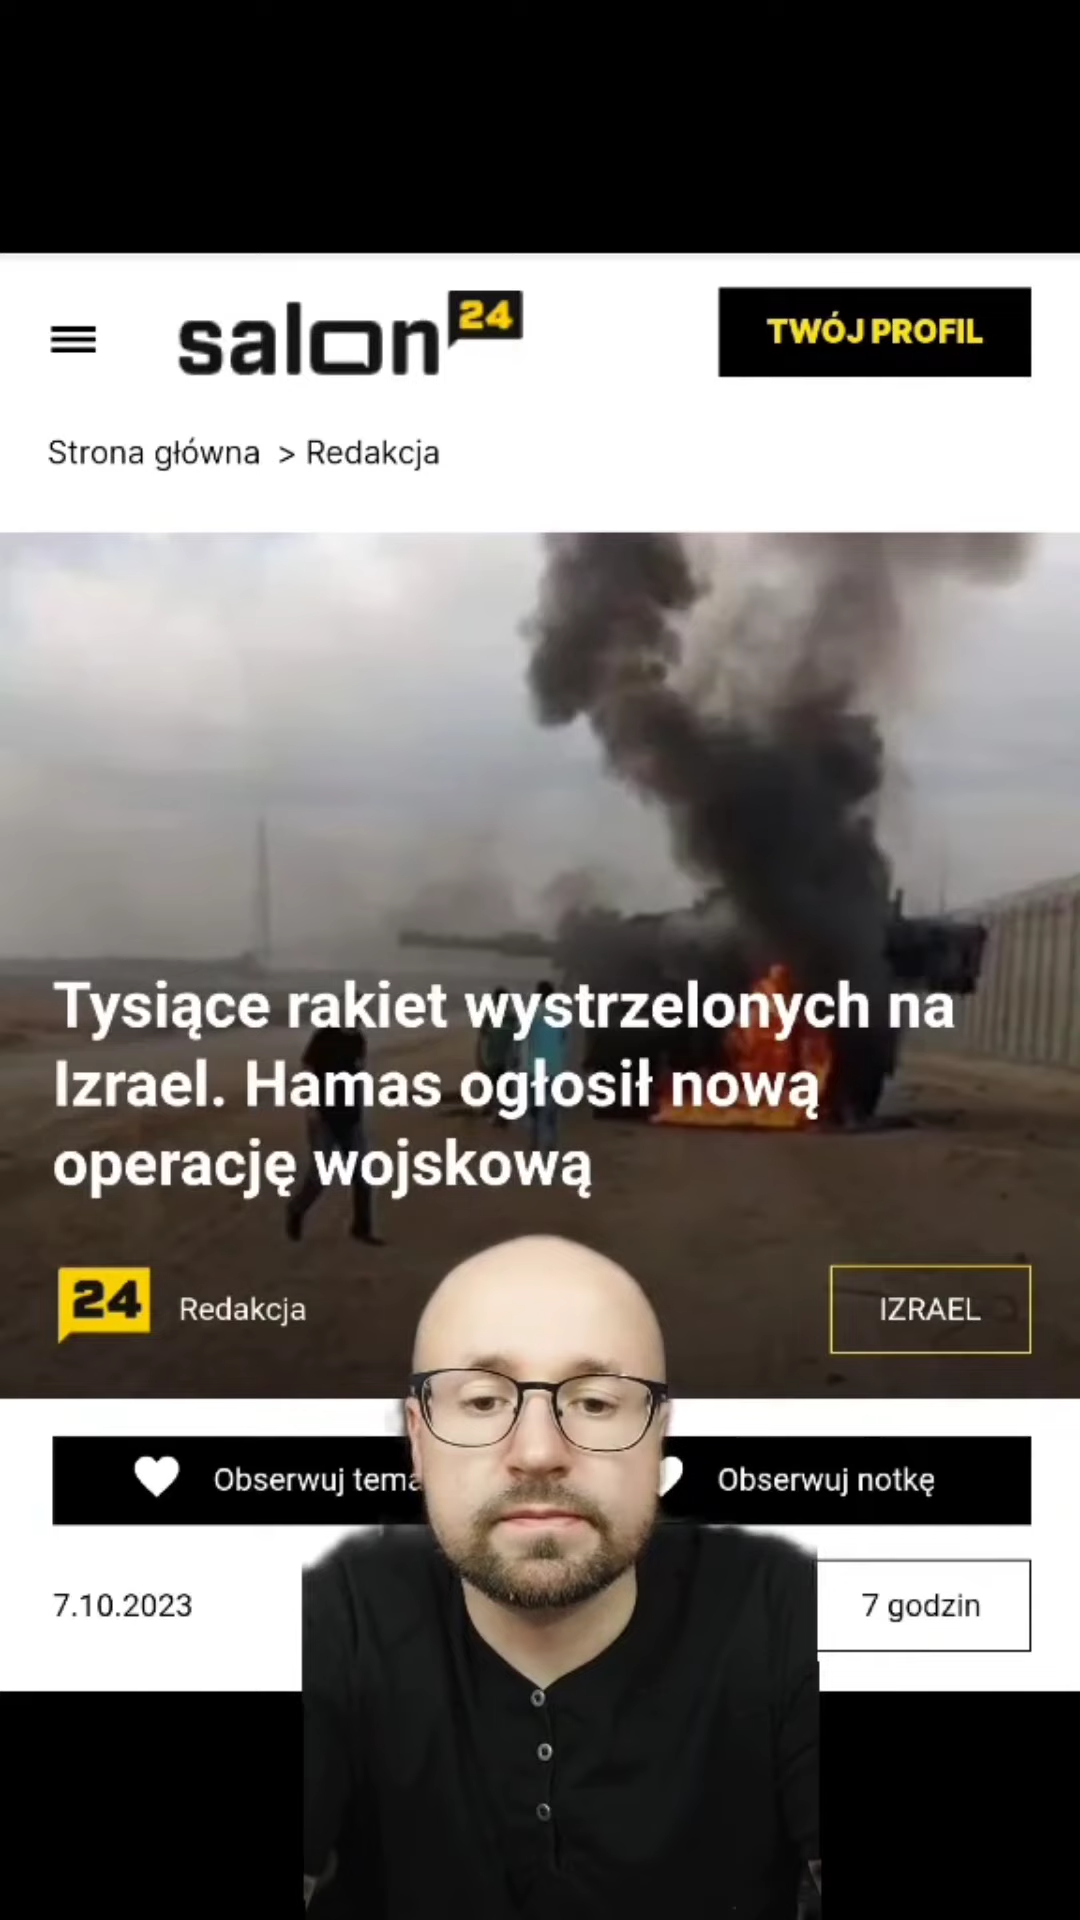 salon24
TWÓJ PROFIL
Strona główna > Redakcja
Tysiące rakiet wystrzelonych na
Izrael. Hamas ogłosił nową
operację wojskową
24 Redakcja
IZRAEL
Obserwuj tema
Obserwuj notkę
7.10.2023
7 godzin